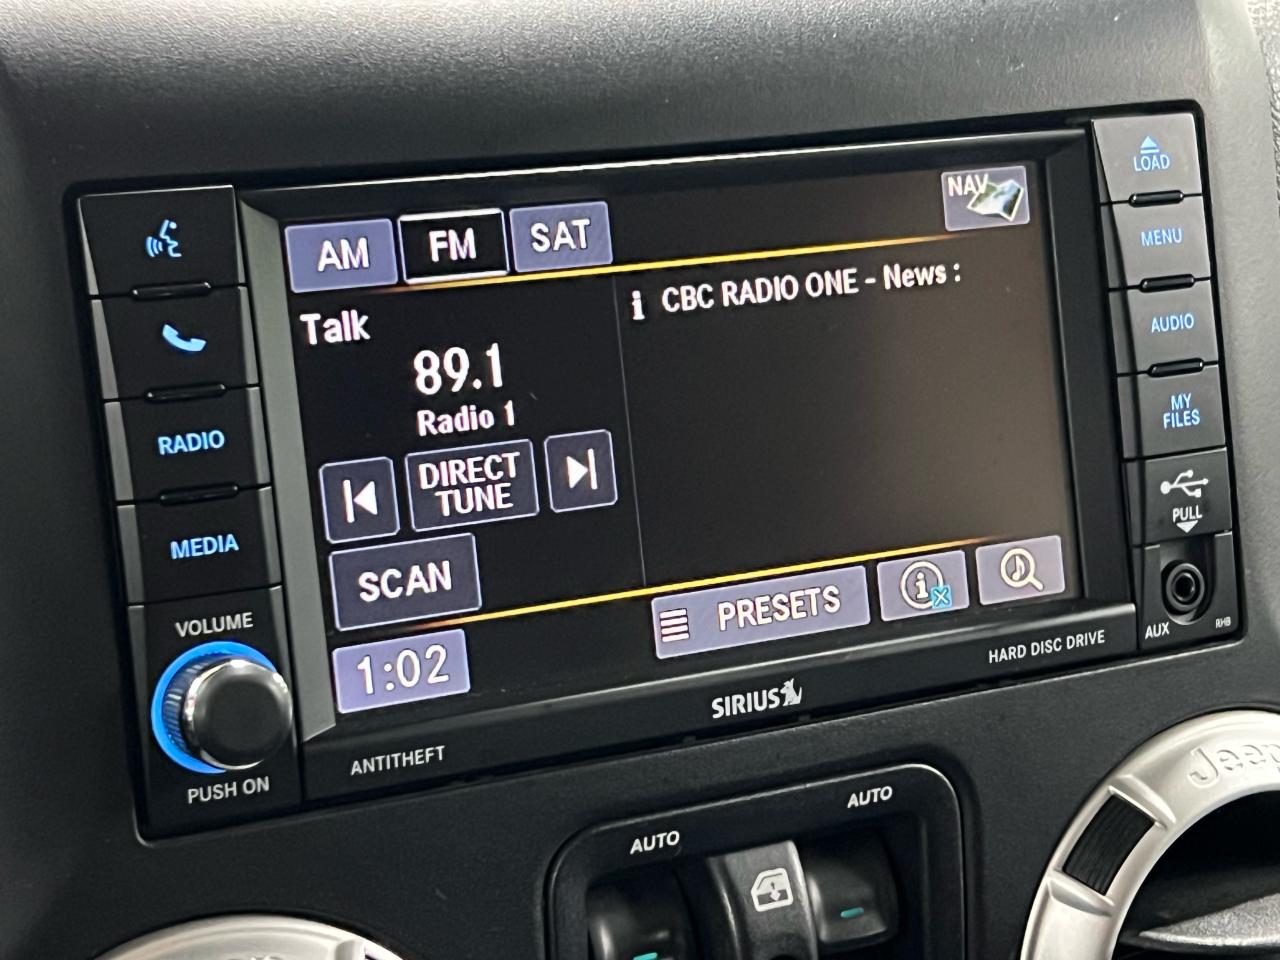 AM
FM
SAT
NAV
Talk
89.1
Radio 1
i CBC RADIO ONE - News :
DIRECT
TUNE
SCAN
PRESETS
1:02
SIRIUS
HARD DISC DRIVE
ANTITHEFT
RADIO
MEDIA
VOLUME
PUSH ON
LOAD
MENU
AUDIO
MY
FILES
PULL
AUX
RHB
AUTO
AUTO
Jeep